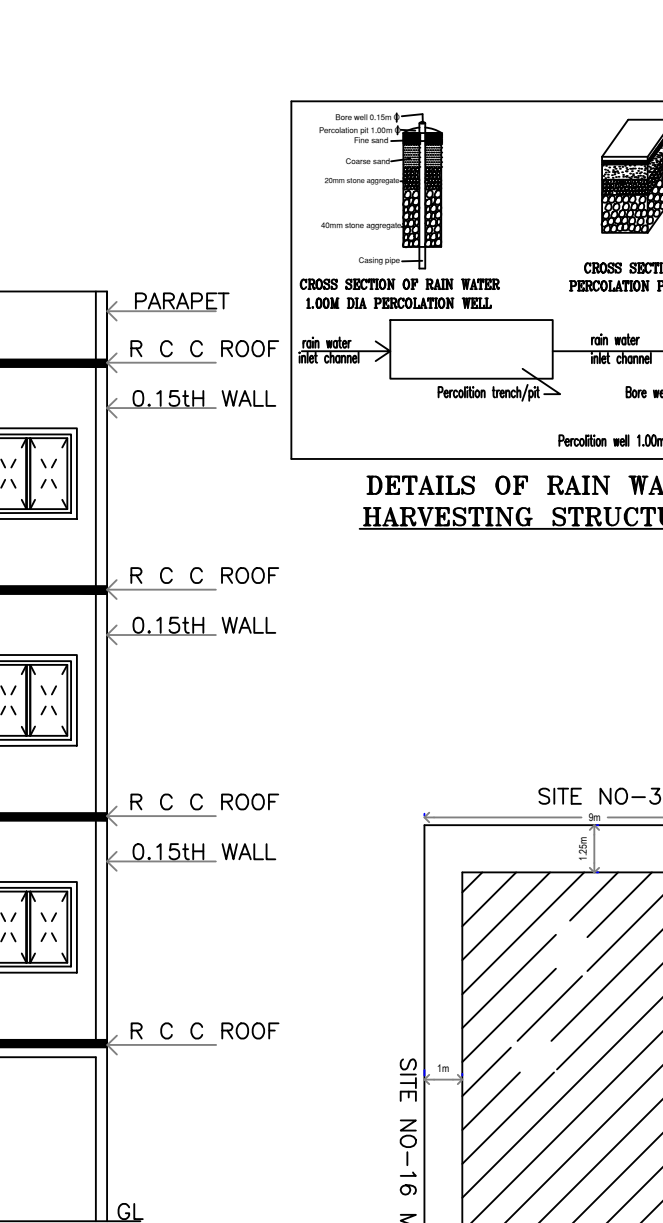 Bore well 0.15m ϕ
Percolation pit 1.00m ϕ
Fine sand
Coarse sand
20mm stone aggregate
40mm stone aggregate
Casing pipe
CROSS SECTION OF RAIN WATER
1.00M DIA PERCOLATION WELL
CROSS SECTI
PERCOLATION P
rain water
inlet channel
rain water
inlet channel
Percolition trench/pit
Bore we
Percolition well 1.00m
DETAILS OF RAIN WA
HARVESTING STRUCTU
PARAPET
R C C ROOF
0.15tH WALL
R C C ROOF
0.15tH WALL
R C C ROOF
0.15tH WALL
R C C ROOF
GL
SITE NO-3
9m
1.25m
1m
SITE NO-16